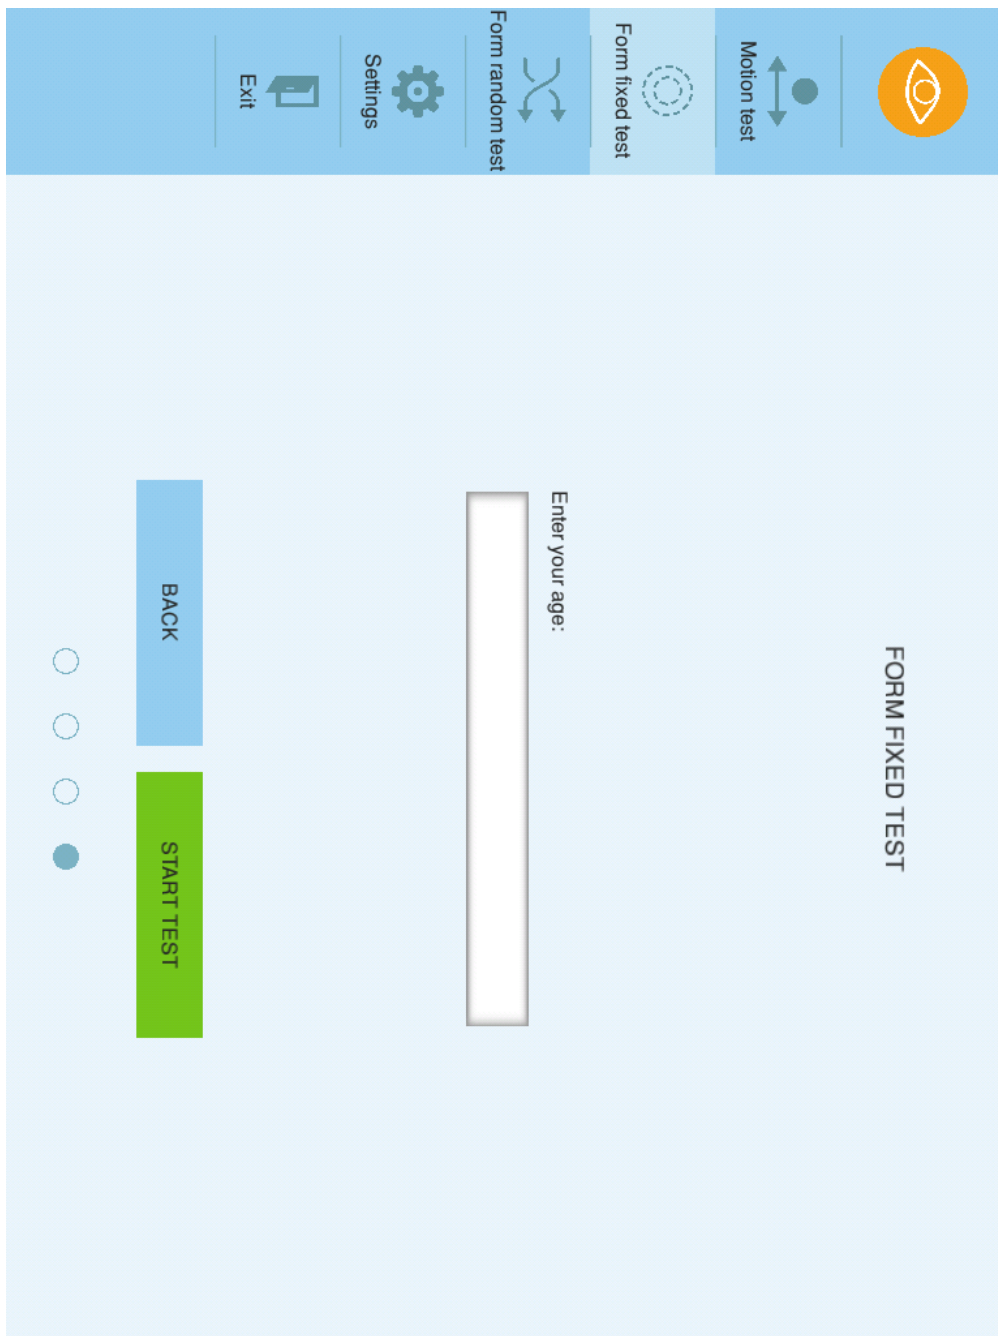 Motion test
Form fixed test
Form random test
Settings
Exit
FORM FIXED TEST
Enter your age:
BACK
START TEST